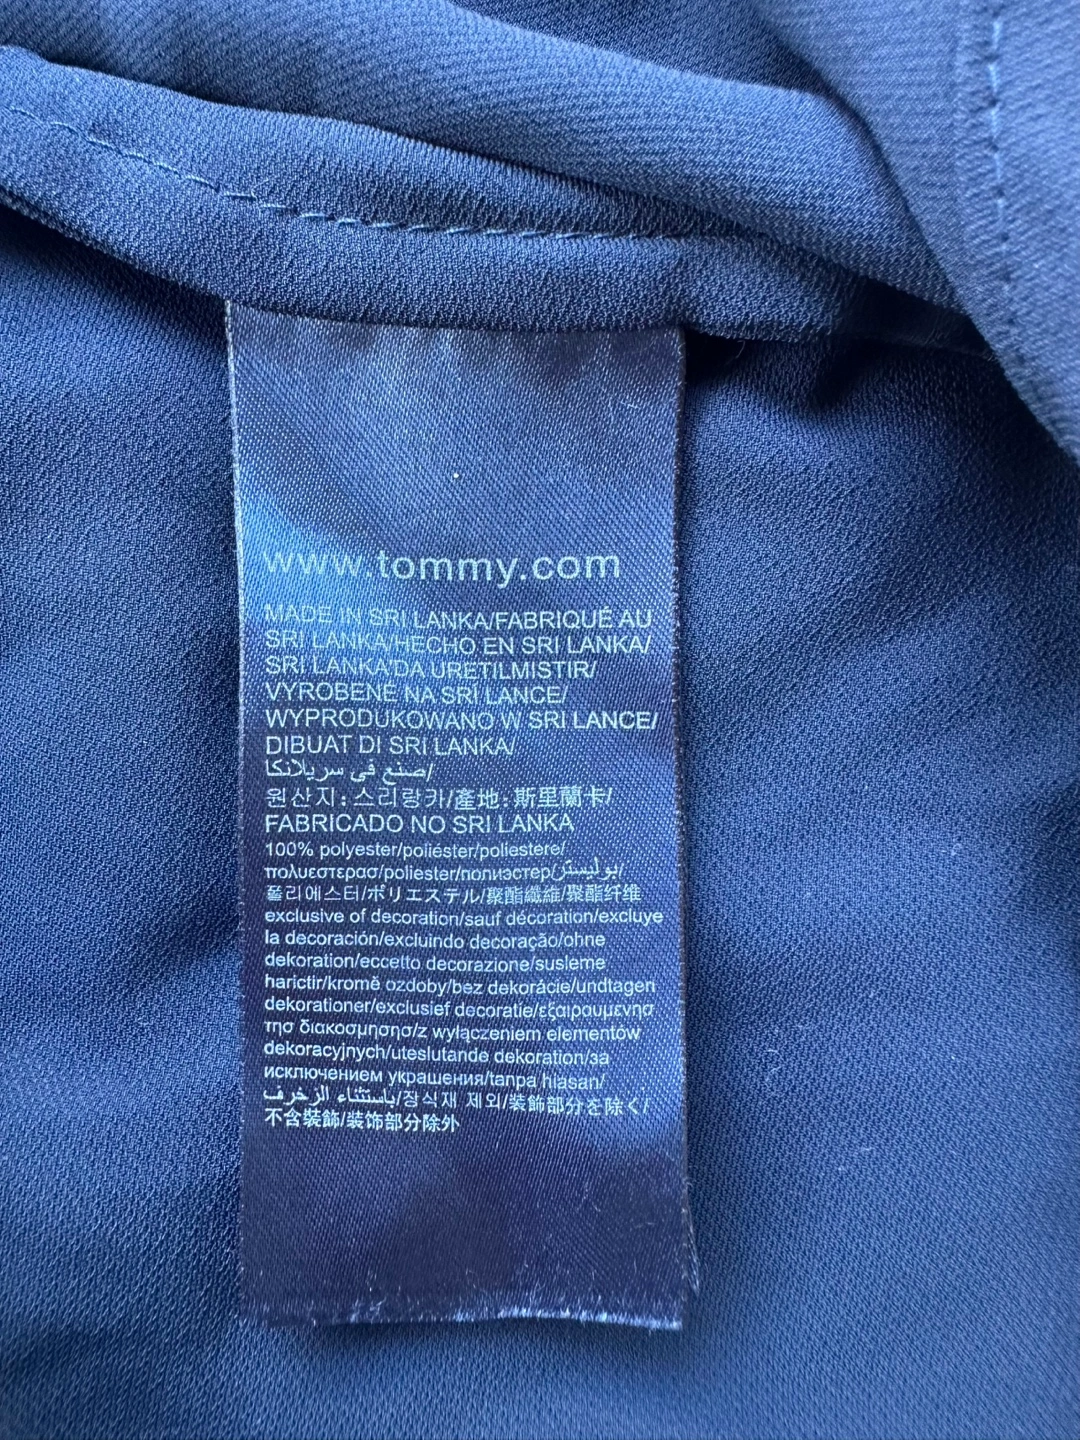 www.tommy.com
MADE IN SRI LANKA/FABRIQUÉ AU
SRI LANKA/HECHO EN SRI LANKA/
SRI LANKA'DA URETILMISTIR/
VYROBENE NA SRÍ LANCE/
WYPRODUKOWANO W SRI LANCE/
DIBUAT DI SRI LANKA/
صنع في سريلانكا/
원산지: 스리랑카/產地: 斯里蘭卡/
FABRICADO NO SRI LANKA
100% polyester/poliéster/poliestere/
πολυεστερασ/poliester/полиэстер/بوليستر/
폴리에스터/ポリエステル/聚酯纖維/聚酯纤维
exclusive of decoration/sauf décoration/excluye
la decoración/excluindo decoração/ohne
dekoration/eccetto decorazione/susleme
harictir/kromě ozdoby/bez dekorácie/undtagen
dekorationer/exclusief decoratie/εξαιρουμενησ
τησ διακοσμησησ/z wyłączeniem elementów
dekoracyjnych/uteslutande dekoration/за
исключением украшения/tanpa hiasan/
باستثناء الزخرف/장식재 제외/装飾部分を除く/
不含裝飾/装饰部分除外